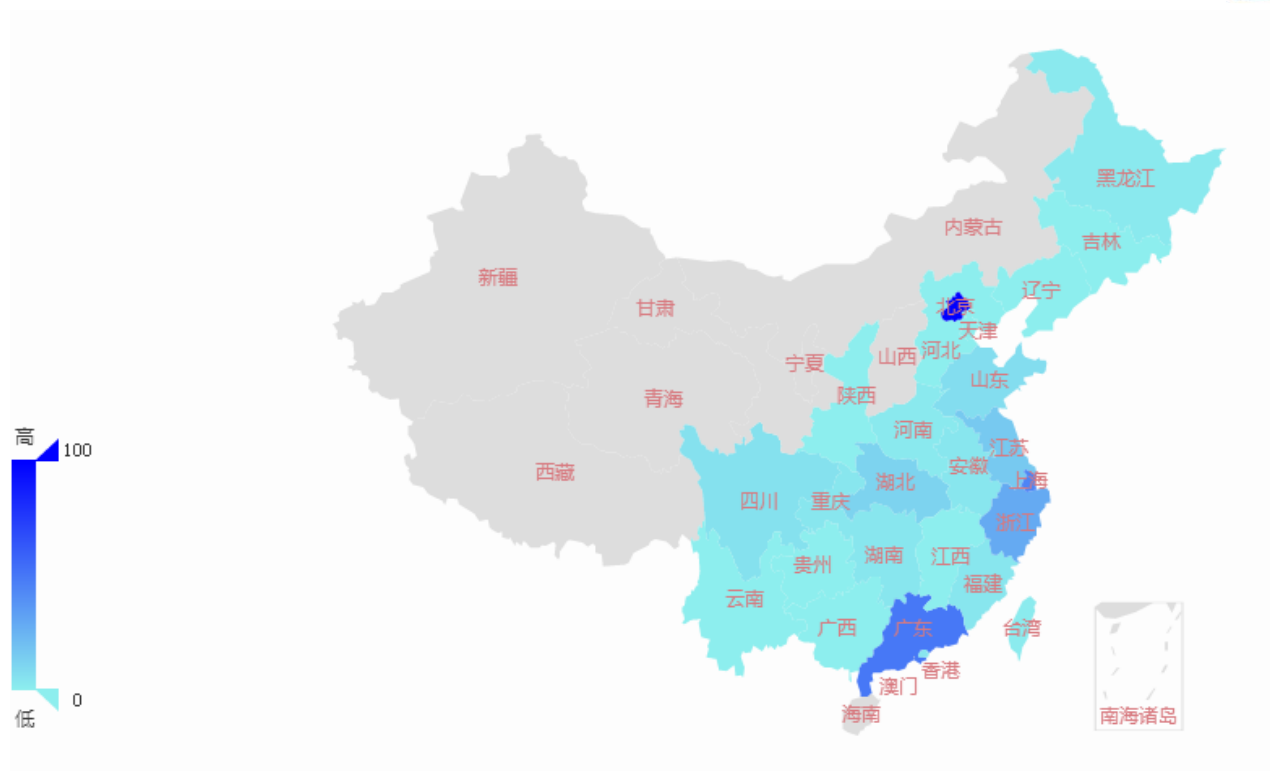 黑龙江
内蒙古
吉林
新疆
辽宁
北京
甘肃
天津
河北
山西
宁夏
山东
陕西
青海
河南
高
100
江苏
安徽
西藏
上海
湖北
四川
重庆
浙江
湖南
江西
贵州
福建
云南
广西
广东
台湾
香港
澳门
0
低
海南
南海诸岛